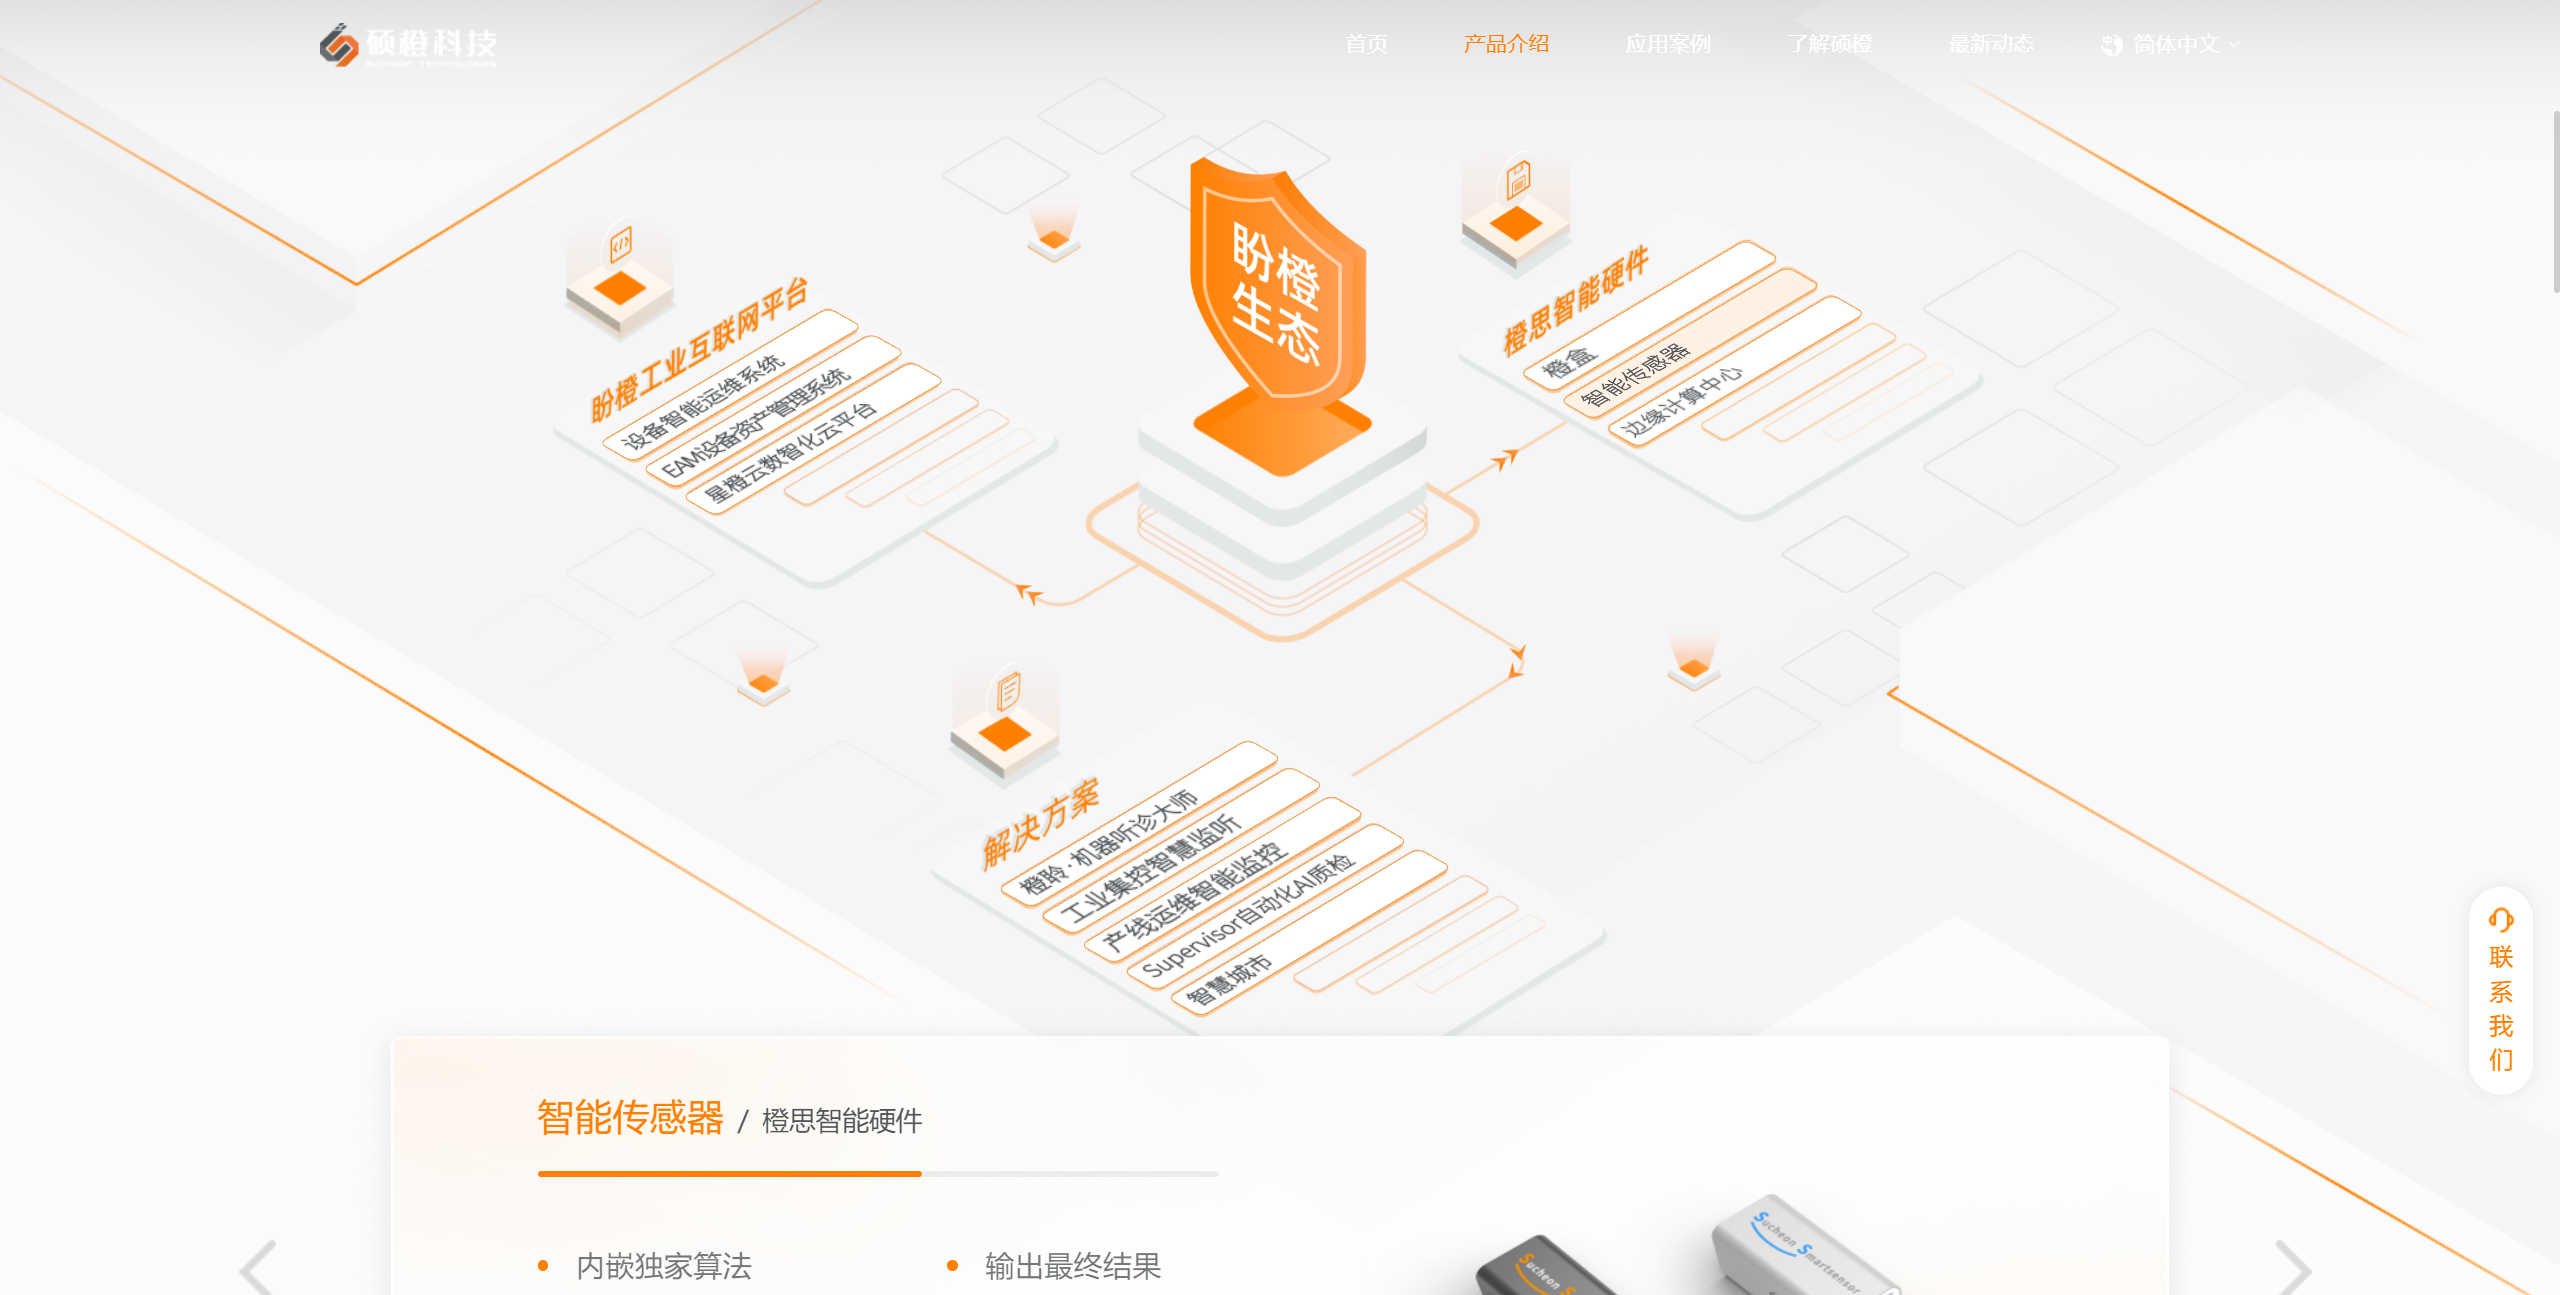 硕橙科技
SUCHEON TECHNOLOGIES
首页
产品介绍
应用案例
了解硕橙
最新动态
简体中文
盼橙
生态
盼橙工业互联网平台
设备智能运维系统
EAM设备资产管理系统
星橙云数智化云平台
橙思智能硬件
橙盒
智能传感器
边缘计算中心
解决方案
橙聆·机器听诊大师
工业集控智慧监听
产线运维智能监控
Supervisor自动化AI质检
智慧城市
联系我们
智能传感器 / 橙思智能硬件
内嵌独家算法
输出最终结果
Sucheon S
Sucheon Smartsensor